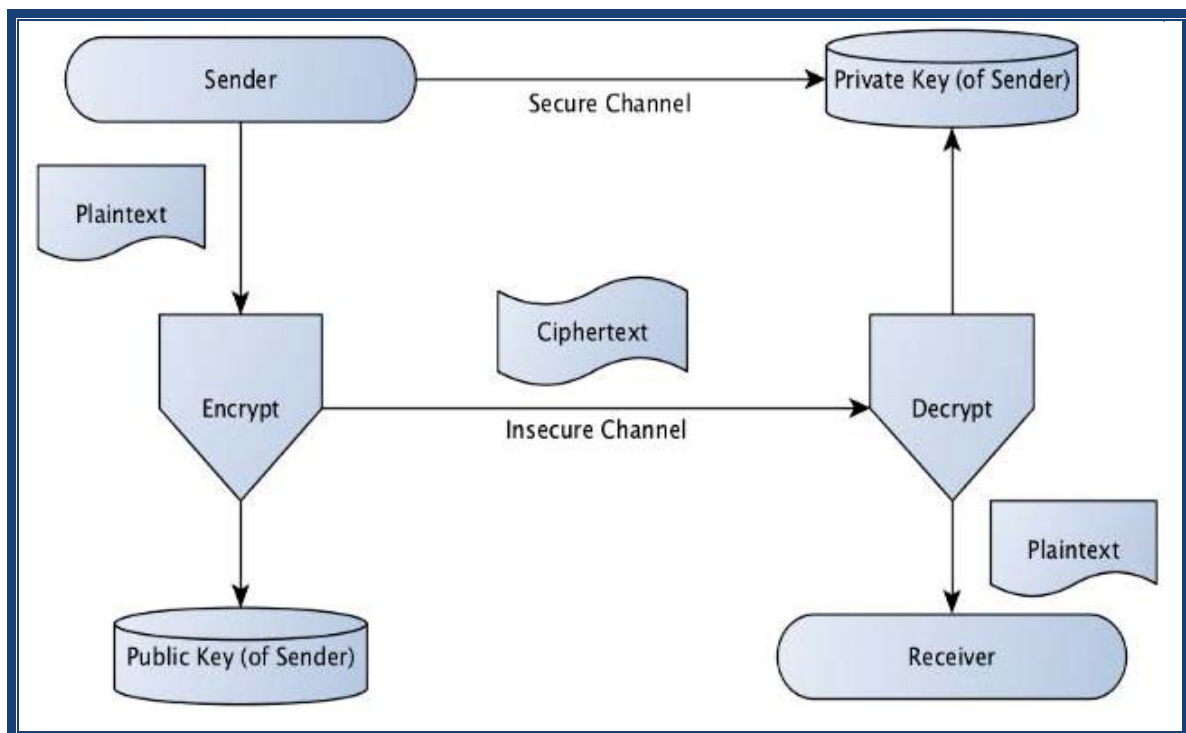 Sender
Private Key (of Sender)
Secure Channel
Plaintext
Ciphertext
Encrypt
Decrypt
Insecure Channel
Plaintext
Public Key (of Sender)
Receiver